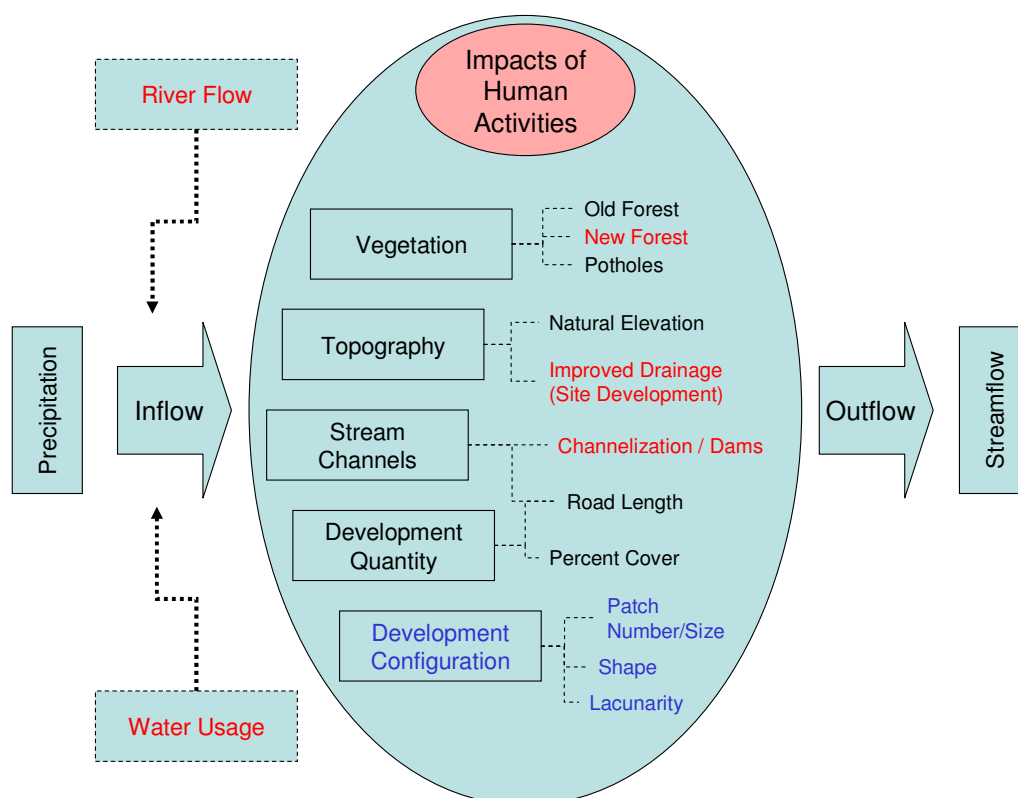 Impacts of
Human
Activities
River Flow
Vegetation
Old Forest
New Forest
Potholes
Precipitation
Inflow
Topography
Natural Elevation
Improved Drainage
(Site Development)
Stream
Channels
Channelization / Dams
Road Length
Development
Quantity
Percent Cover
Development
Configuration
Patch
Number/Size
Shape
Lacunarity
Water Usage
Outflow
Streamflow